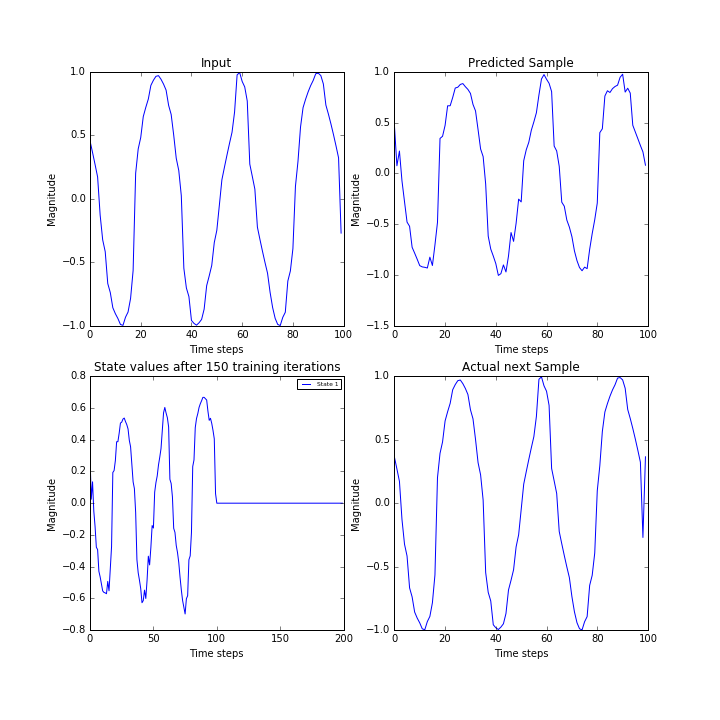 Input
1.0
0.5
0.0
−0.5
−1.0
0 20 40 60 80 100
Time steps
Magnitude
Predicted Sample
1.0
0.5
0.0
−0.5
−1.0
−1.5
0 20 40 60 80 100
Time steps
Magnitude
State values after 150 training iterations
State 1
0.8
0.6
0.4
0.2
0.0
−0.2
−0.4
−0.6
−0.8
0 50 100 150 200
Time steps
Magnitude
Actual next Sample
1.0
0.5
0.0
−0.5
−1.0
0 20 40 60 80 100
Time steps
Magnitude